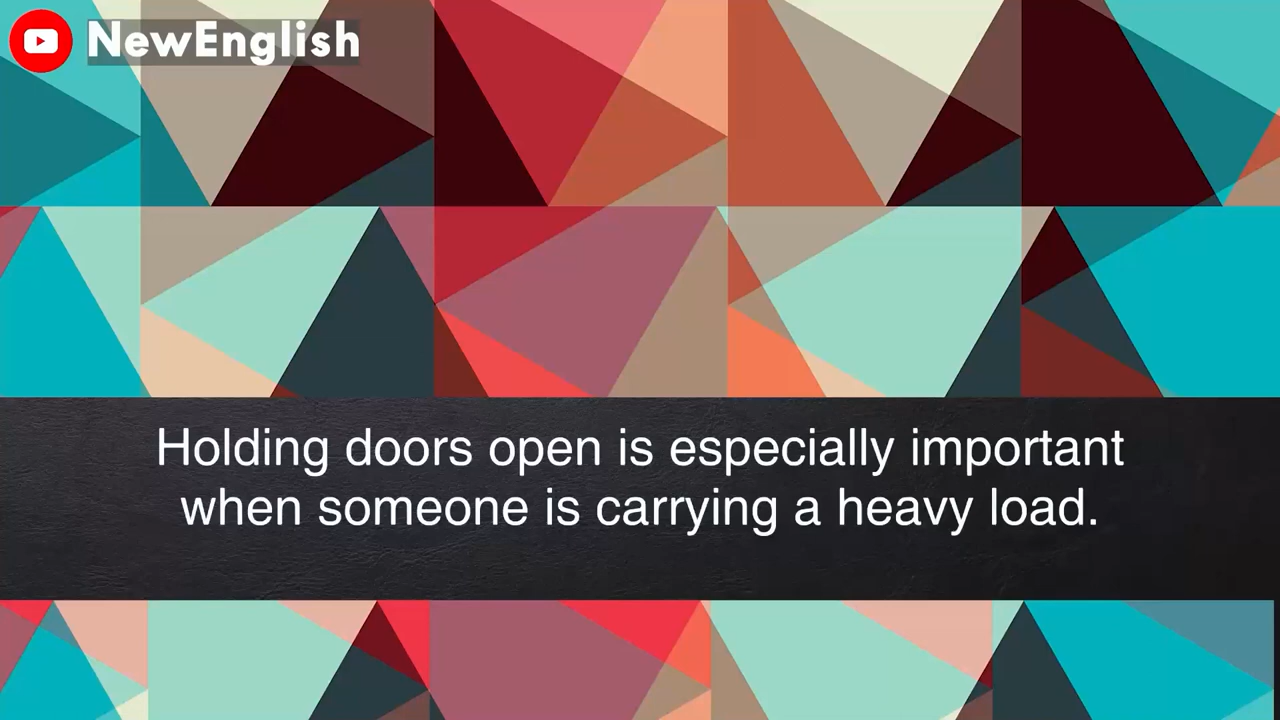 NewEnglish
Holding doors open is especially important
when someone is carrying a heavy load.